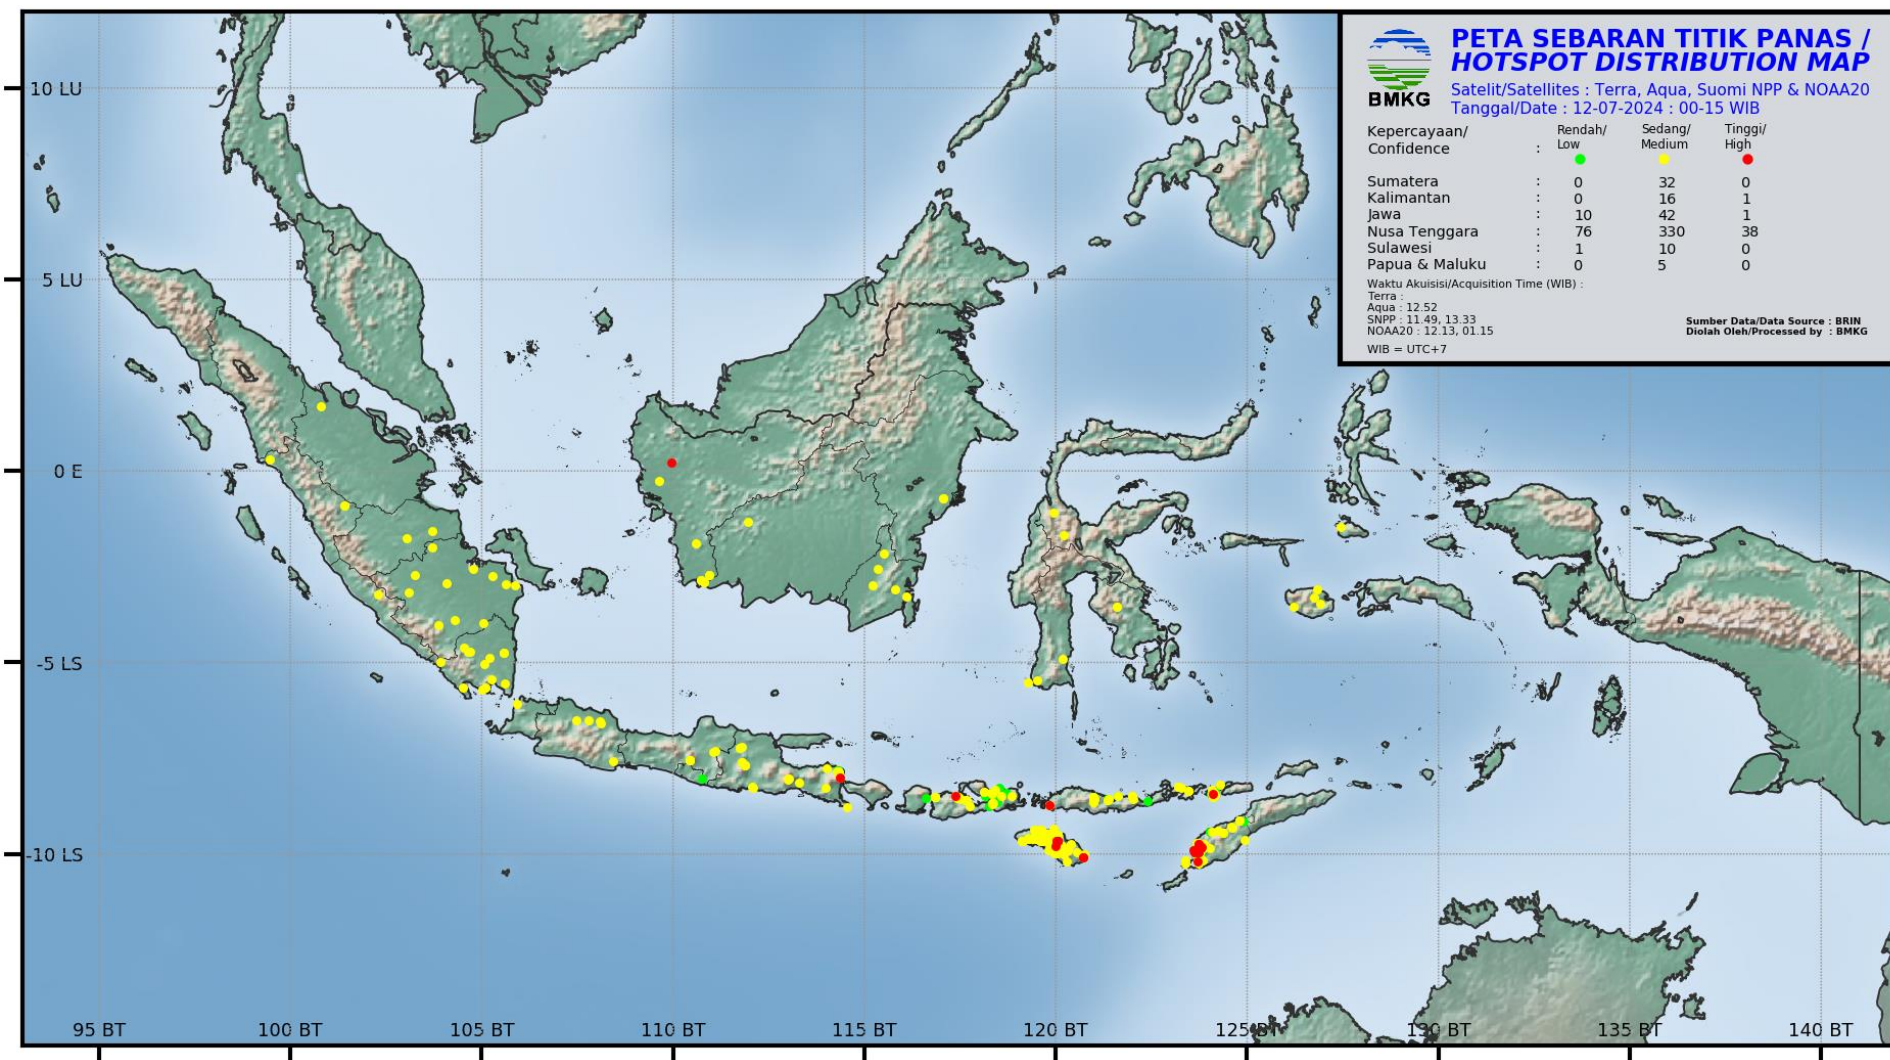 PETA SEBARAN TITIK PANAS /
HOTSPOT DISTRIBUTION MAP
Satelit/Satellites : Terra, Aqua, Suomi NPP & NOAA20
Tanggal/Date : 12-07-2024 : 00-15 WIB
BMKG
Kepercayaan/ Rendah/ Sedang/ Tinggi/
Confidence : Low Medium High
Sumatera : 0 32 0
Kalimantan : 0 16 1
Jawa : 10 42 1
Nusa Tenggara : 76 330 38
Sulawesi : 1 10 0
Papua & Maluku : 0 5 0
Waktu Akuisisi/Acquisition Time (WIB) :
Terra :
Aqua : 12.52
SNPP : 11.49, 13.33
NOAA20 : 12.13, 01.15
WIB = UTC+7
Sumber Data/Data Source : BRIN
Diolah Oleh/Processed by : BMKG
10 LU
5 LU
0 E
-5 LS
-10 LS
95 BT 100 BT 105 BT 110 BT 115 BT 120 BT 125 BT 130 BT 135 BT 140 BT